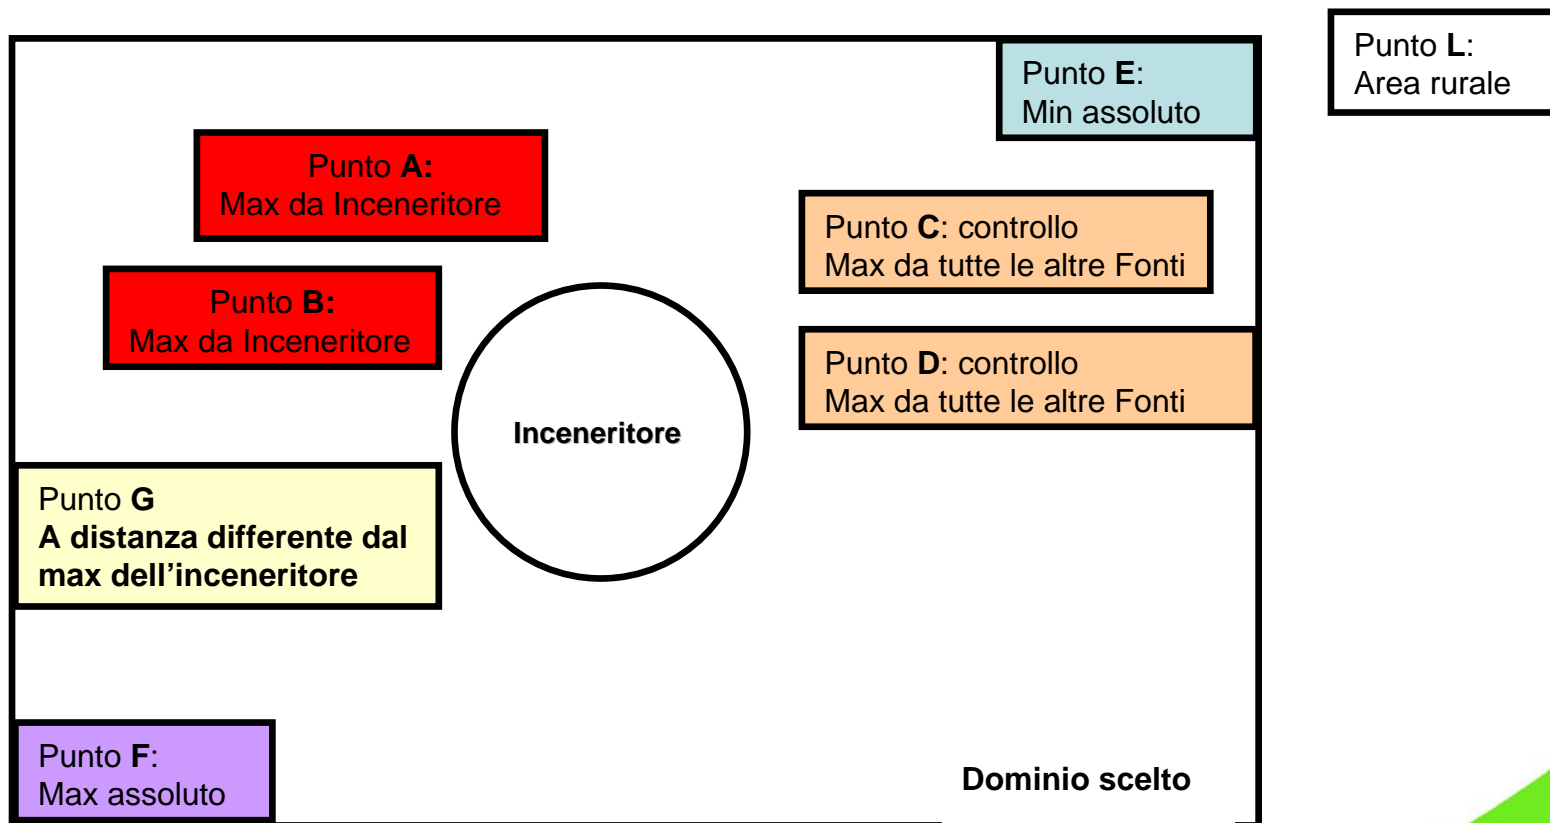 Punto L:
Area rurale
Punto E:
Min assoluto
Punto A:
Max da Inceneritore
Punto C: controllo
Max da tutte le altre Fonti
Punto B:
Max da Inceneritore
Punto D: controllo
Max da tutte le altre Fonti
Inceneritore
Punto G
A distanza differente dal
max dell'inceneritore
Punto F:
Max assoluto
Dominio scelto